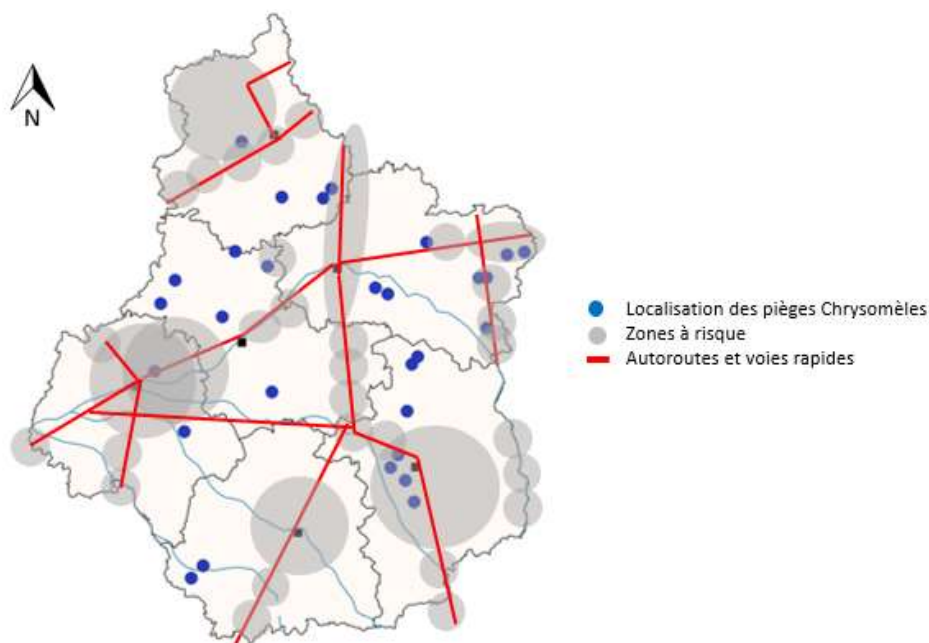 N
Localisation des pièges Chrysomèles
Zones à risque
Autoroutes et voies rapides